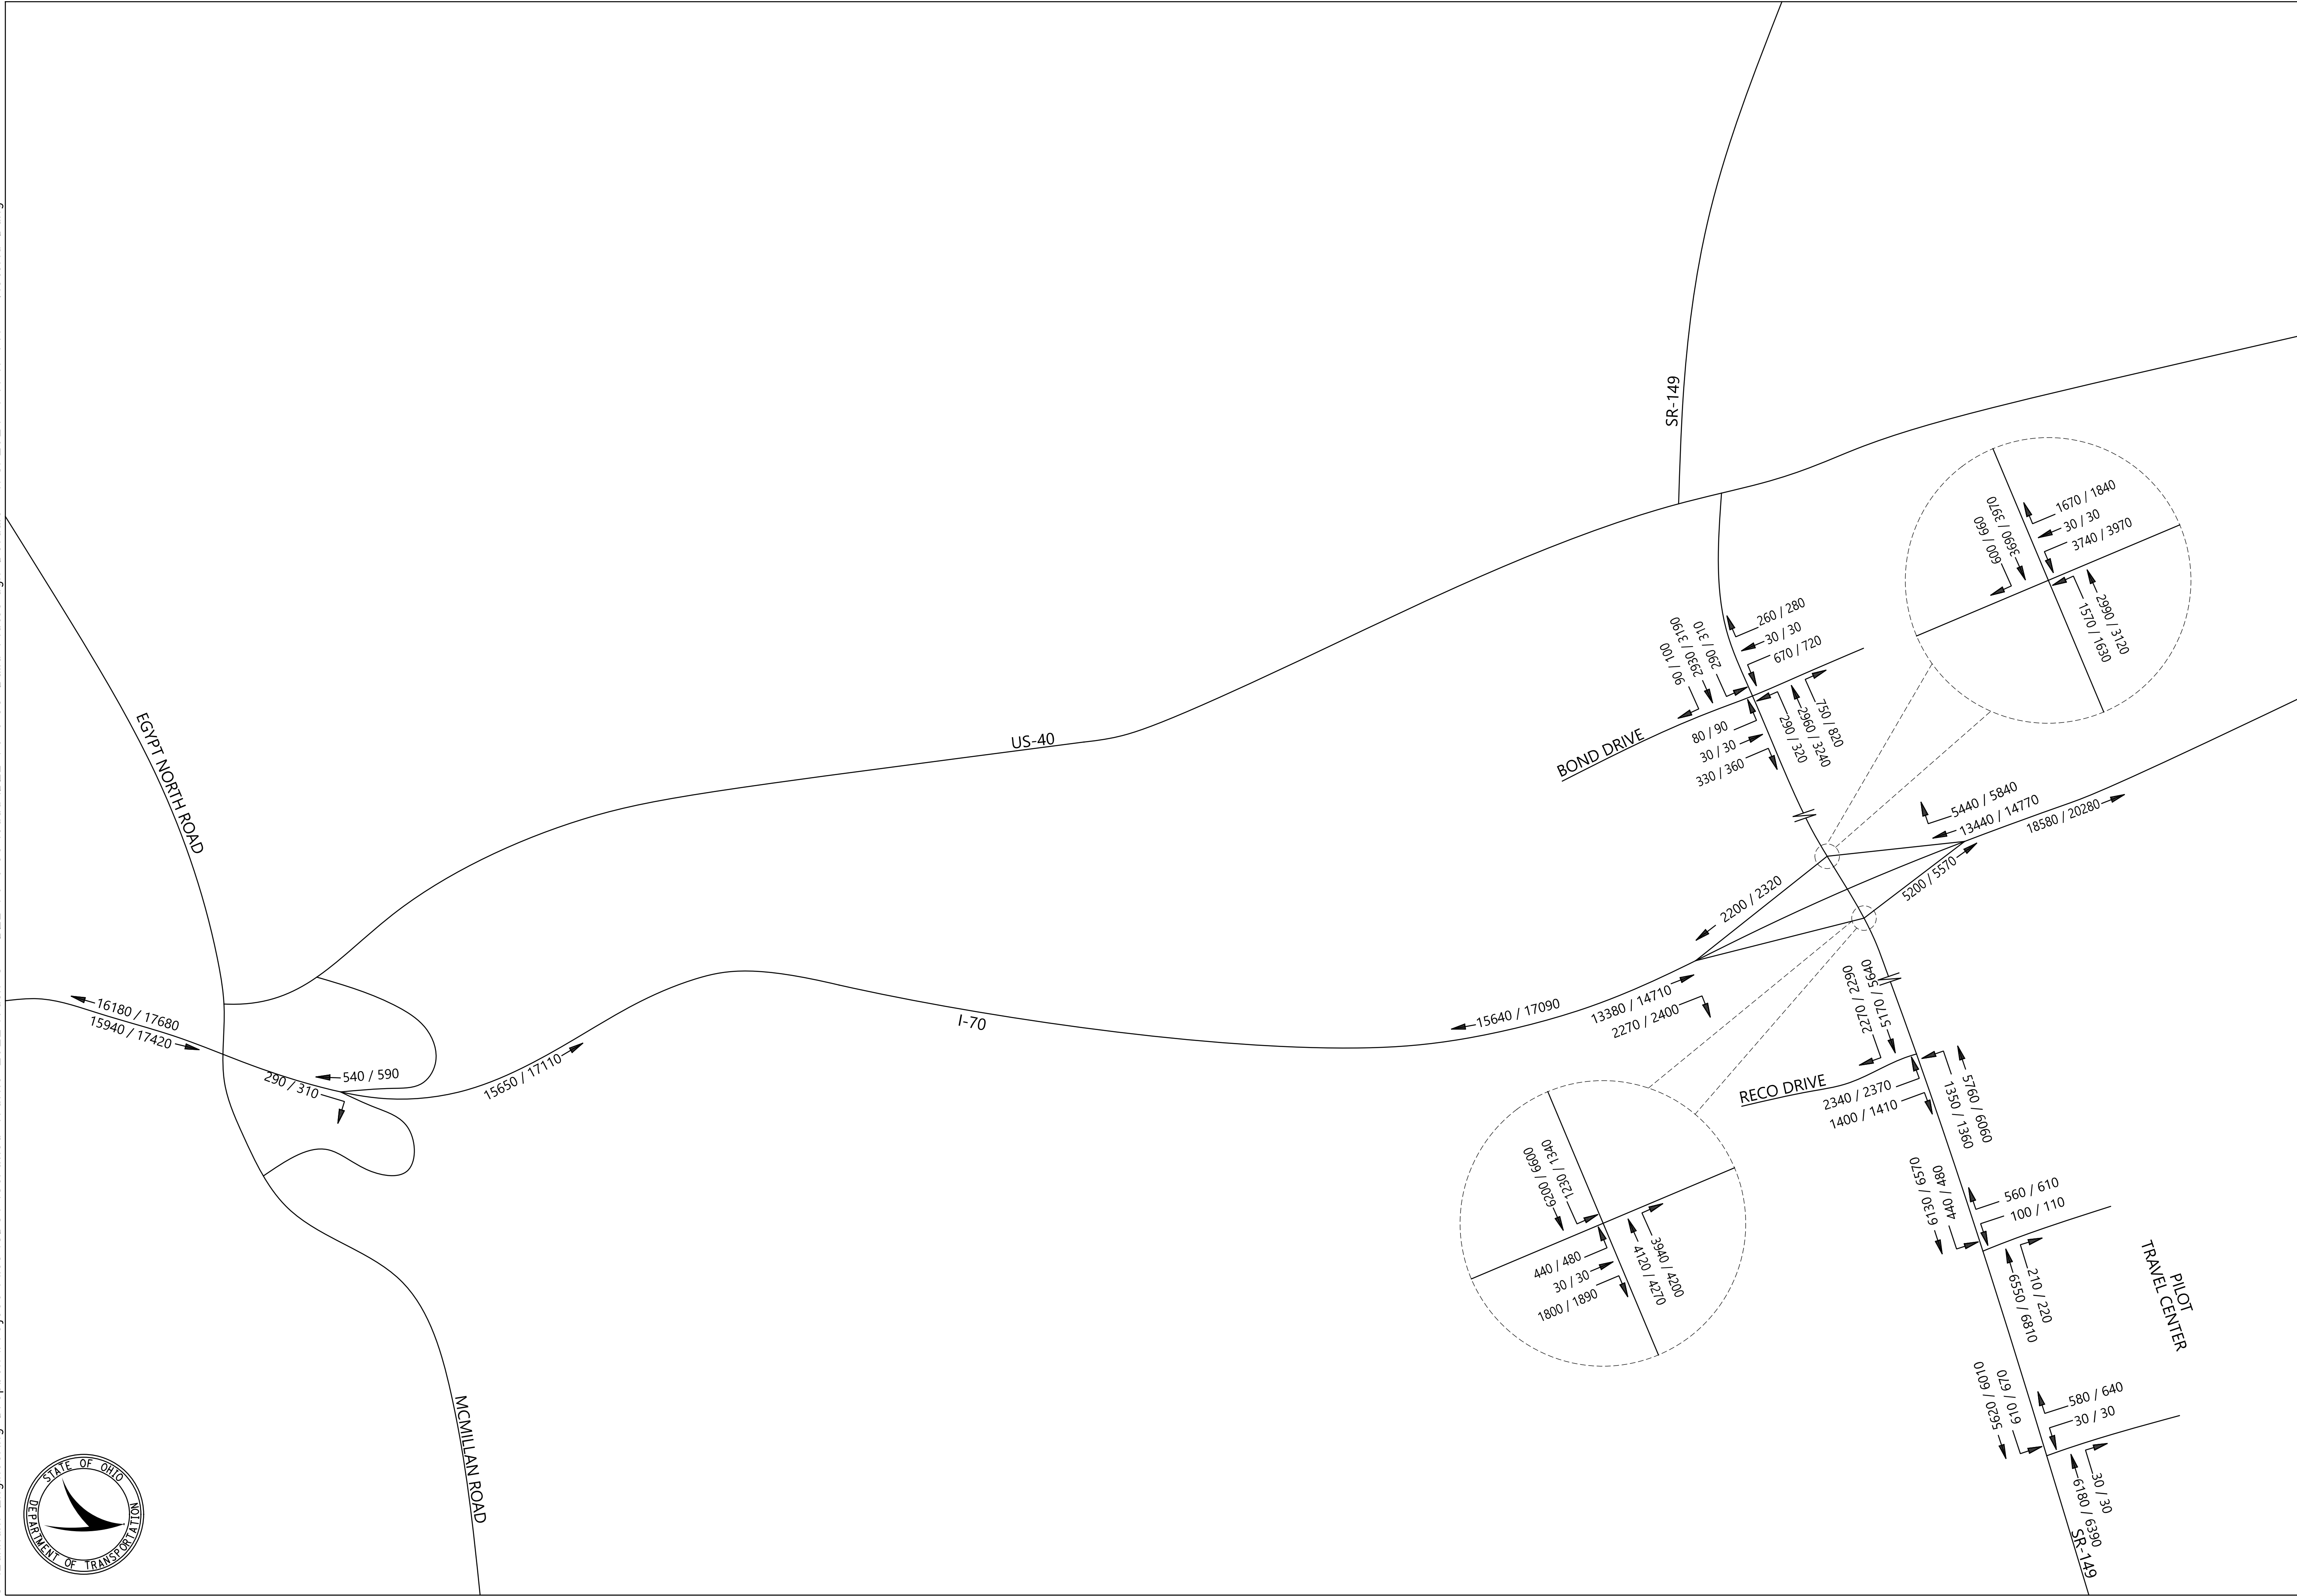 SR-149
1670 / 1840
30 / 30
3740 / 3970
3690 / 3970
600 / 660
2990 / 3120
1570 / 1630
260 / 280
30 / 30
670 / 720
290 / 310
2930 / 3190
90 / 100
750 / 820
2960 / 3240
290 / 320
80 / 90
30 / 30
330 / 360
BOND DRIVE
US-40
EGYPT NORTH ROAD
5440 / 5840
13440 / 14770
18580 / 20280
5200 / 5570
2200 / 2320
15640 / 17090
13380 / 14710
2270 / 2400
I-70
16180 / 17680
15940 / 17420
540 / 590
290 / 310
15650 / 17110
5170 / 5640
2270 / 2290
RECO DRIVE
2340 / 2370
1400 / 1410
5760 / 6090
1350 / 1360
1230 / 1340
6200 / 6600
440 / 480
30 / 30
1800 / 1890
3940 / 4200
4120 / 4270
440 / 480
6130 / 6570
560 / 610
100 / 110
210 / 220
6550 / 6810
PILOT
TRAVEL CENTER
610 / 670
5620 / 6010
580 / 640
30 / 30
30 / 30
6180 / 6390
SR-149
MCMILLAN ROAD
STATE OF OHIO
DEPARTMENT OF TRANSPORTATION